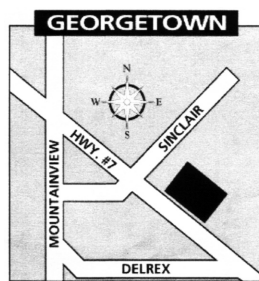 GEORGETOWN
N
W E
S
SINCLAIR
HWY. #7
MOUNTAINVIEW
DELREX